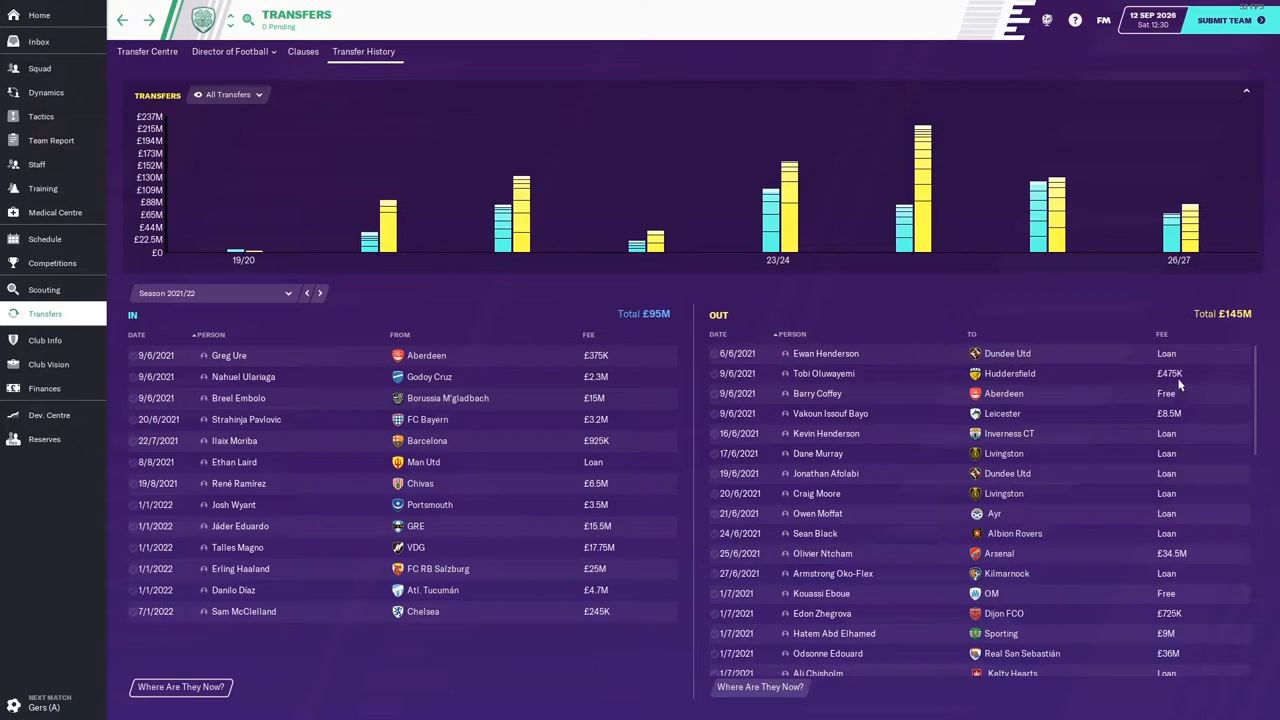 Home
Inbox
Squad
Dynamics
Tactics
Team Report
Staff
Training
Medical Centre
Schedule
Competitions
Scouting
Transfers
Club Info
Club Vision
Finances
Dev. Centre
Reserves
NEXT MATCH
Gers (A)
TRANSFERS
0 Pending
FM
12 SEP 2026
Sat 12:30
SUBMIT TEAM
Transfer Centre Director of Football Clauses Transfer History
TRANSFERS All Transfers
£237M
£215M
£194M
£173M
£152M
£130M
£109M
£88M
£65M
£44M
£22.5M
£0
19/20 23/24 26/27
Season 2021/22
IN Total £95M
DATE PERSON FROM FEE
9/6/2021 Greg Ure Aberdeen £375K
9/6/2021 Nahuel Ulariaga Godoy Cruz £2.3M
9/6/2021 Breel Embolo Borussia M'gladbach £15M
20/6/2021 Strahinja Pavlovic FC Bayern £3.2M
22/7/2021 Ilaix Moriba Barcelona £925K
8/8/2021 Ethan Laird Man Utd Loan
19/8/2021 René Ramírez Chivas £6.5M
1/1/2022 Josh Wyant Portsmouth £3.5M
1/1/2022 Jáder Eduardo GRE £15.5M
1/1/2022 Talles Magno VDG £17.75M
1/1/2022 Erling Haaland FC RB Salzburg £25M
1/1/2022 Danilo Díaz Atl. Tucumán £4.7M
7/1/2022 Sam McClelland Chelsea £245K
Where Are They Now?
OUT Total £145M
DATE PERSON TO FEE
6/6/2021 Ewan Henderson Dundee Utd Loan
9/6/2021 Tobi Oluwayemi Huddersfield £475K
9/6/2021 Barry Coffey Aberdeen Free
9/6/2021 Vakoun Issouf Bayo Leicester £8.5M
16/6/2021 Kevin Henderson Inverness CT Loan
17/6/2021 Dane Murray Livingston Loan
19/6/2021 Jonathan Afolabi Dundee Utd Loan
20/6/2021 Craig Moore Livingston Loan
21/6/2021 Owen Moffat Ayr Loan
24/6/2021 Sean Black Albion Rovers Loan
25/6/2021 Olivier Ntcham Arsenal £34.5M
27/6/2021 Armstrong Oko-Flex Kilmarnock Loan
1/7/2021 Kouassi Eboue OM Free
1/7/2021 Edon Zhegrova Dijon FCO £725K
1/7/2021 Hatem Abd Elhamed Sporting £9M
1/7/2021 Odsonne Edouard Real San Sebastián £36M
1/7/2021 Ali Chisholm Kelty Hearts Loan
Where Are They Now?